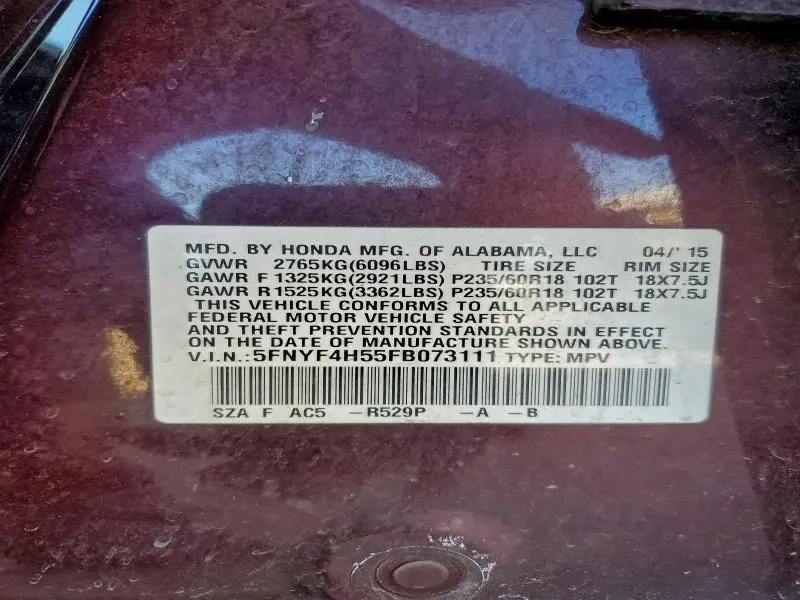 MFD. BY HONDA MFG. OF ALABAMA, LLC 04/' 15
GVWR 2765KG(6096LBS) TIRE SIZE RIM SIZE
GAWR F 1325KG(2921LBS) P235/60R18 102T 18X7.5J
GAWR R 1525KG(3362LBS) P235/60R18 102T 18X7.5J
THIS VEHICLE CONFORMS TO ALL APPLICABLE
FEDERAL MOTOR VEHICLE SAFETY
AND THEFT PREVENTION STANDARDS IN EFFECT
ON THE DATE OF MANUFACTURE SHOWN ABOVE.
V.I.N.: 5FNYF4H55FB073111 TYPE: MPV
SZA F AC5 -R529P -A -B